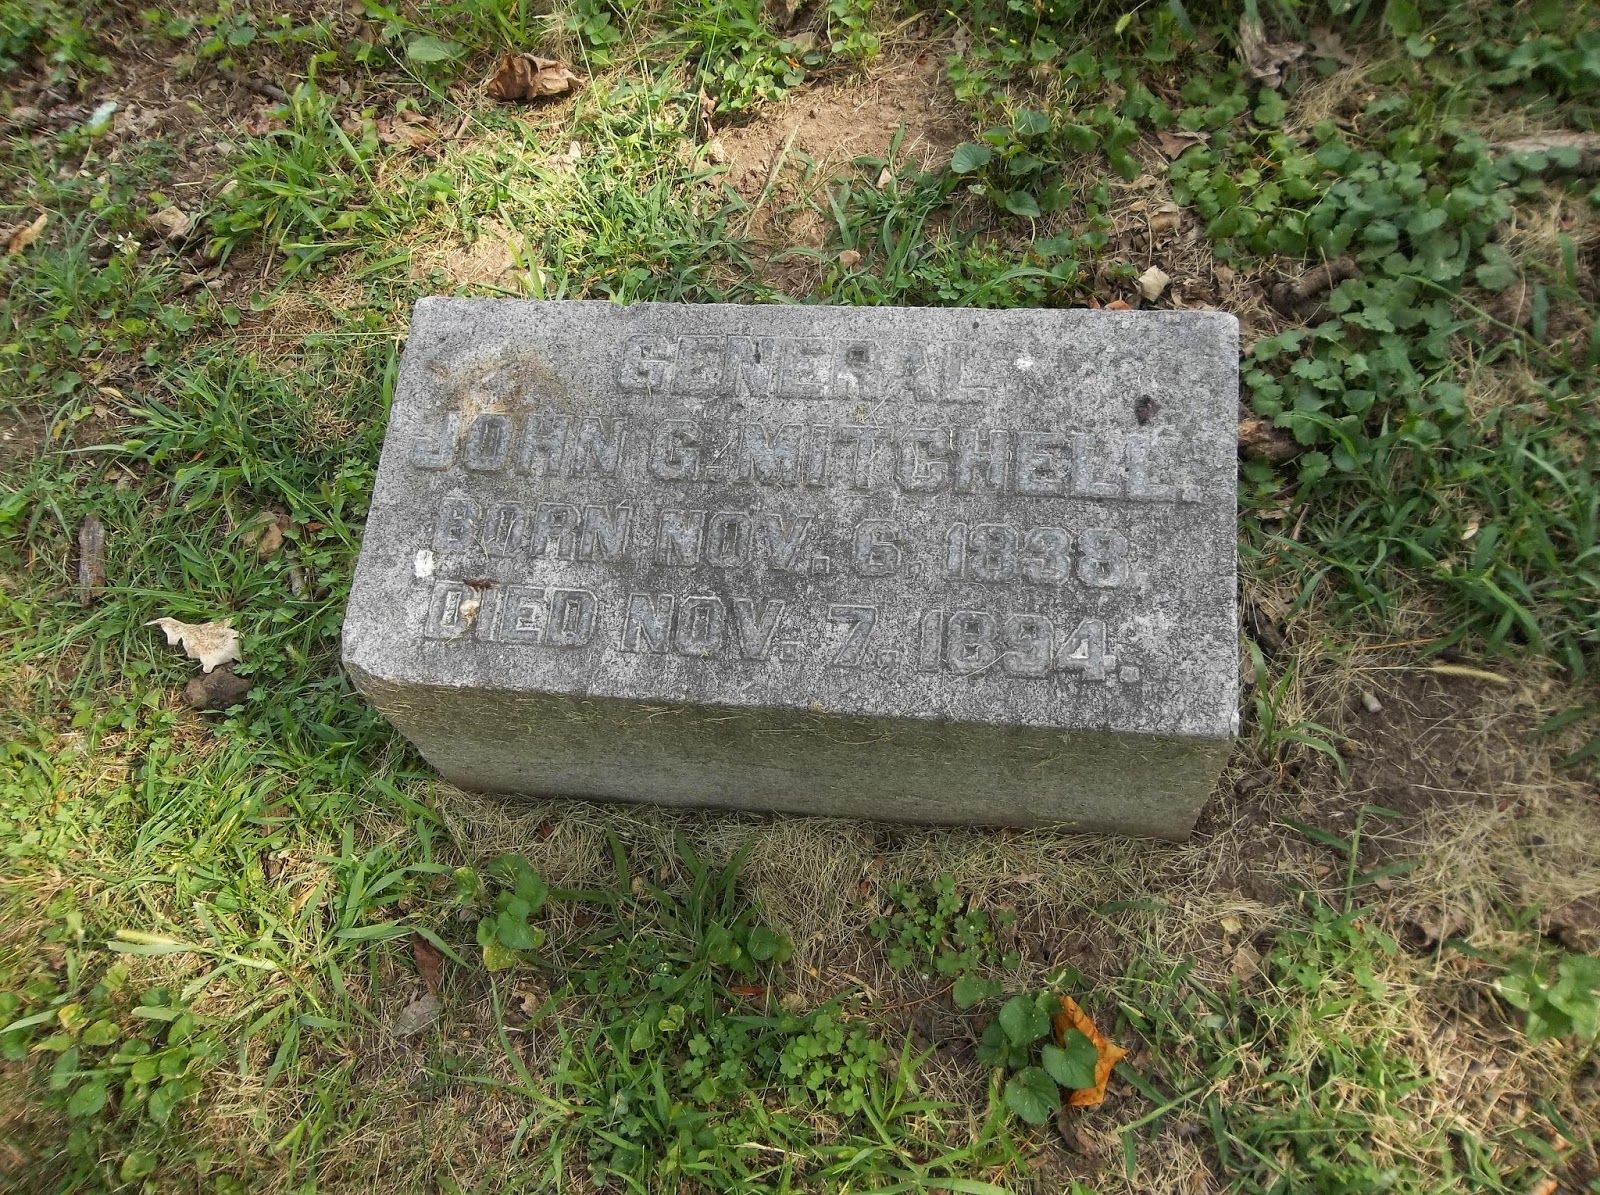 GENERAL
JOHN G. MITCHELL.
BORN NOV. 6, 1838.
DIED NOV. 7, 1894.